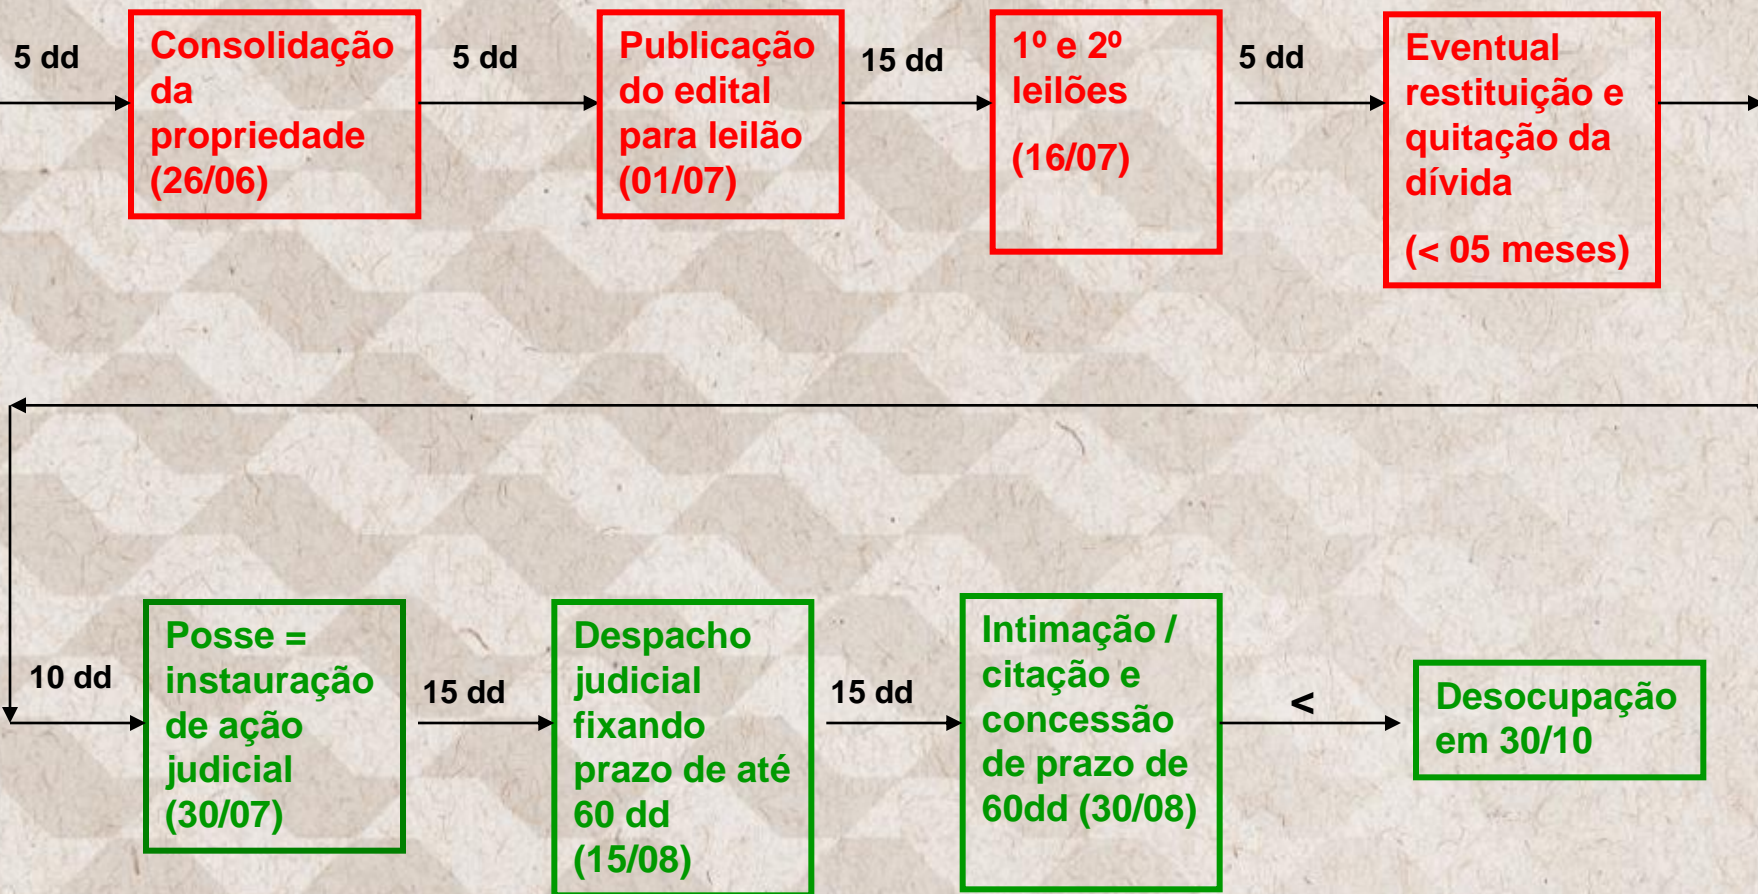 5 dd
Consolidação
da
propriedade
(26/06)
5 dd
Publicação
do edital
para leilão
(01/07)
15 dd
1º e 2º
leilões
(16/07)
5 dd
Eventual
restituição e
quitação da
dívida
(< 05 meses)
10 dd
Posse =
instauração
de ação
judicial
(30/07)
15 dd
Despacho
judicial
fixando
prazo de até
60 dd
(15/08)
15 dd
Intimação /
citação e
concessão
de prazo de
60dd (30/08)
<
Desocupação
em 30/10